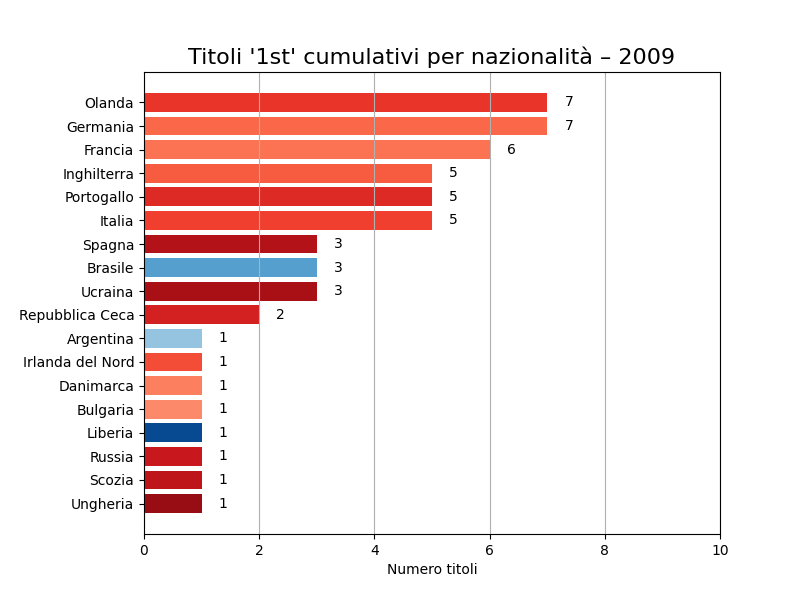 Titoli '1st' cumulativi per nazionalità – 2009
Olanda 7
Germania 7
Francia 6
Inghilterra 5
Portogallo 5
Italia 5
Spagna 3
Brasile 3
Ucraina 3
Repubblica Ceca 2
Argentina 1
Irlanda del Nord 1
Danimarca 1
Bulgaria 1
Liberia 1
Russia 1
Scozia 1
Ungheria 1
0 2 4 6 8 10
Numero titoli